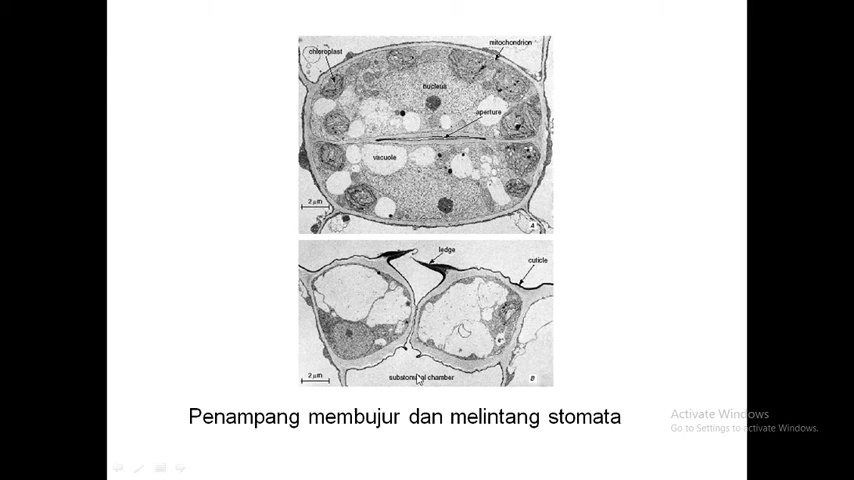 chloroplast
mitochondrion
nucleus
aperture
vacuole
2 µm
A
ledge
cuticle
2 µm
substomatal chamber
B
Penampang membujur dan melintang stomata
Activate Windows
Go to Settings to activate Windows.